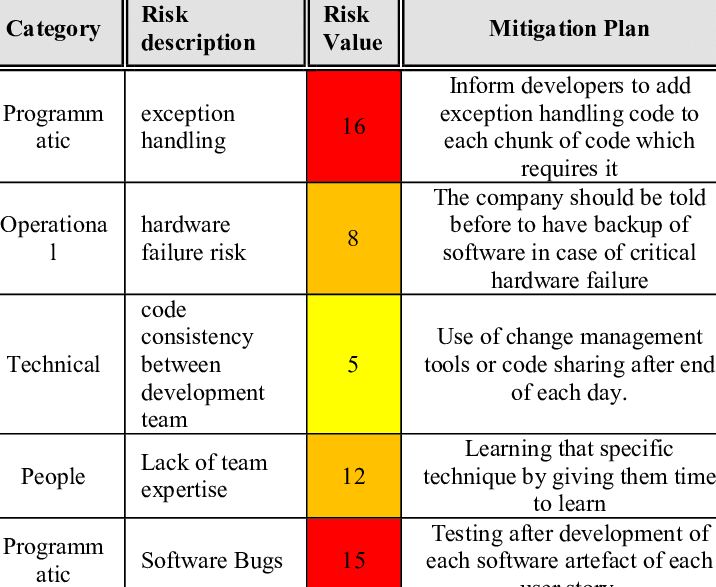 Category
Risk
description
Risk
Value
Mitigation Plan
Programm
atic
exception
handling
16
Inform developers to add
exception handling code to
each chunk of code which
requires it
Operationa
l
hardware
failure risk
8
The company should be told
before to have backup of
software in case of critical
hardware failure
Technical
code
consistency
between
development
team
5
Use of change management
tools or code sharing after end
of each day.
People
Lack of team
expertise
12
Learning that specific
technique by giving them time
to learn
Programm
atic
Software Bugs
15
Testing after development of
each software artefact of each
user story